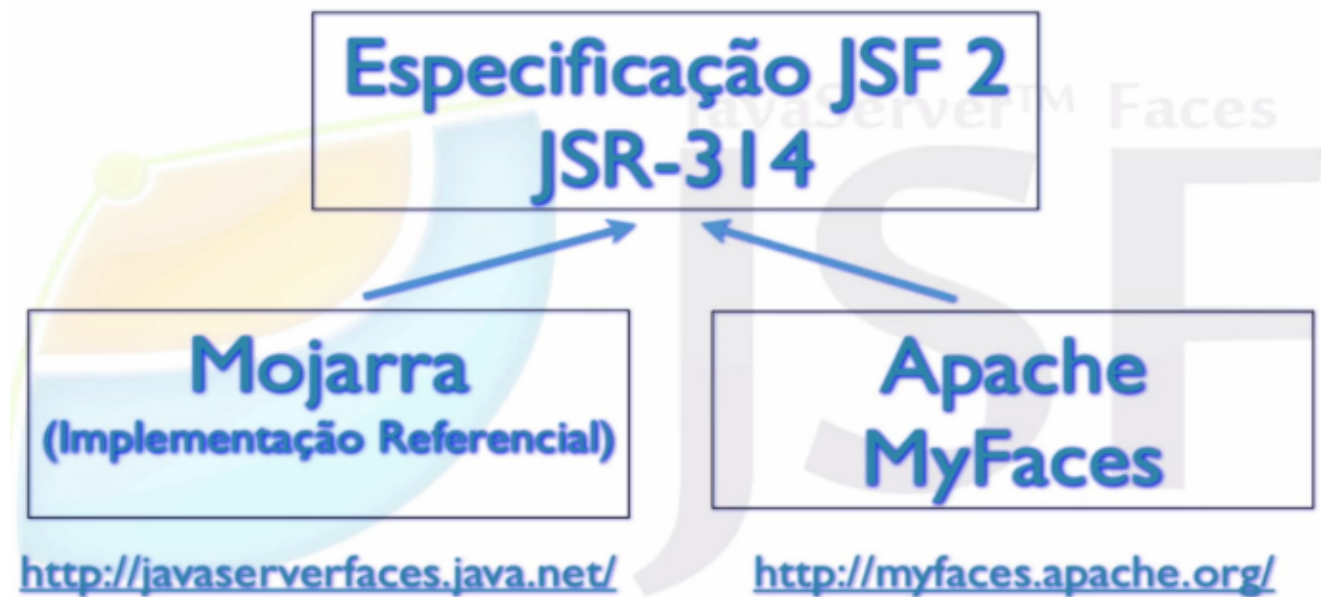 Especificação JSF 2
JavaServer™ Faces
JSR-314
JSF
Mojarra
(Implementação Referencial)
Apache
MyFaces
http://javaserverfaces.java.net/
http://myfaces.apache.org/